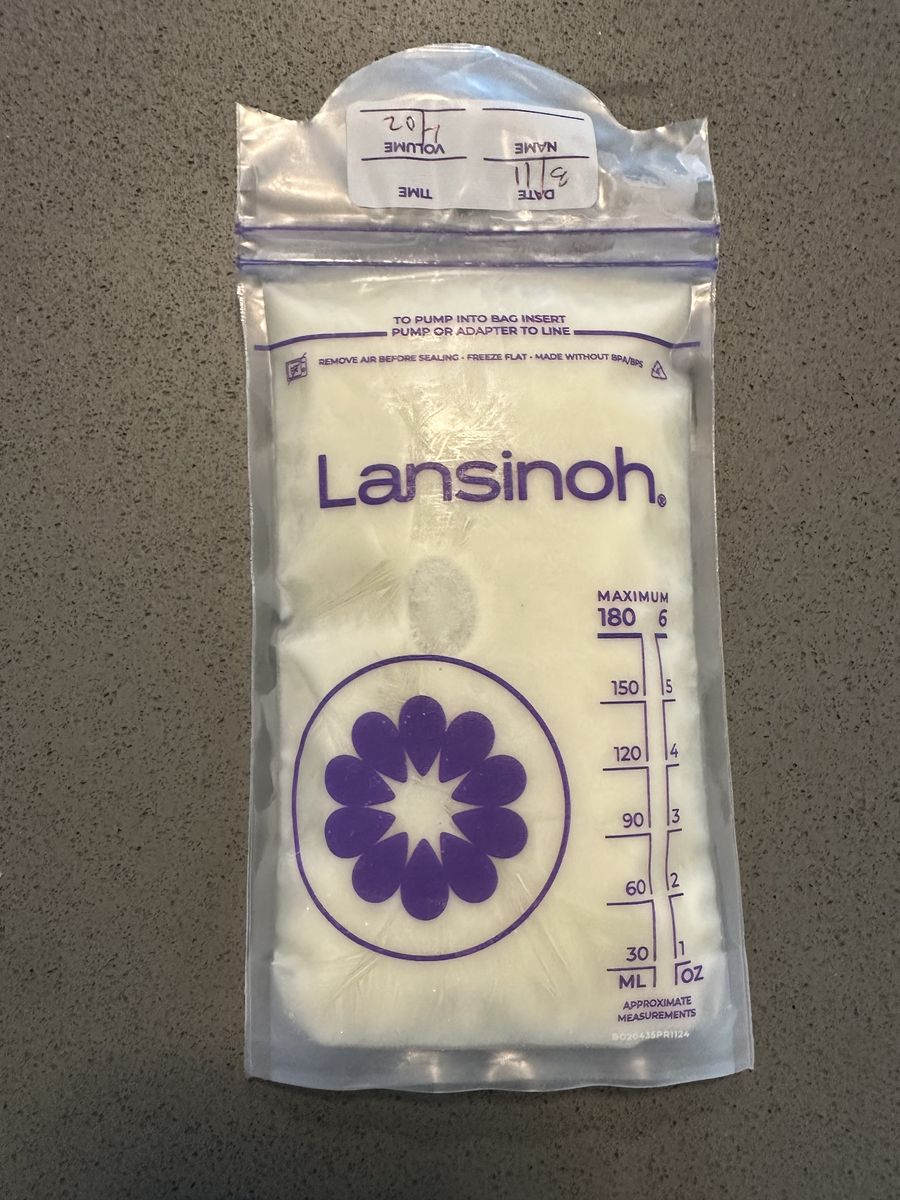 DATE 3/11 TIME
NAME VOLUME 4oz
TO PUMP INTO BAG INSERT
PUMP OR ADAPTER TO LINE
REMOVE AIR BEFORE SEALING • FREEZE FLAT • MADE WITHOUT BPA/BPS
Lansinoh®
MAXIMUM
180 6
150 5
120 4
90 3
60 2
30 1
ML OZ
APPROXIMATE
MEASUREMENTS
BG20435PR1124